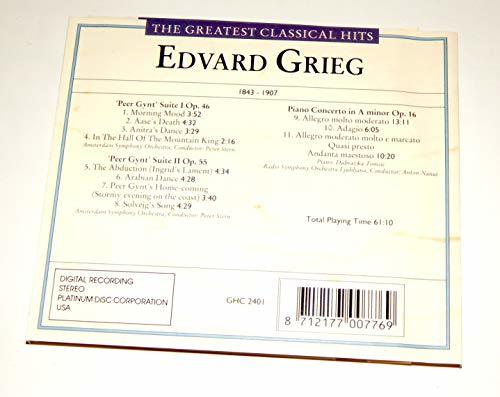 THE GREATEST CLASSICAL HITS
EDVARD GRIEG
1843 - 1907
'Peer Gynt' Suite I Op. 46
1. Morning Mood 3:52
2. Aase's Death 4:32
3. Anitra's Dance 3:29
4. In The Hall Of The Mountain King 2:16
Amsterdam Symphony Orchestra, Conductor: Peter Stern
'Peer Gynt' Suite II Op. 55
5. The Abduction (Ingrid's Lament) 4:34
6. Arabian Dance 4:28
7. Peer Gynt's Home-coming
(Stormy evening on the coast) 3:40
8. Solvejg's Song 4:29
Amsterdam Symphony Orchestra, Conductor: Peter Stern
Piano Concerto in A minor Op. 16
9. Allegro molto moderato 13:11
10. Adagio 6:05
11. Allegro moderato molto e marcato
Quasi presto
Andanta maestoso 10:20
Piano: Dubravka Tomsic
Radio Symphony Orchestra Ljubljana, Conductor: Anton Nanut
Total Playing Time 61:10
DIGITAL RECORDING
STEREO
PLATINUM DISC CORPORATION
USA
GHC 2401
8 712177 007769